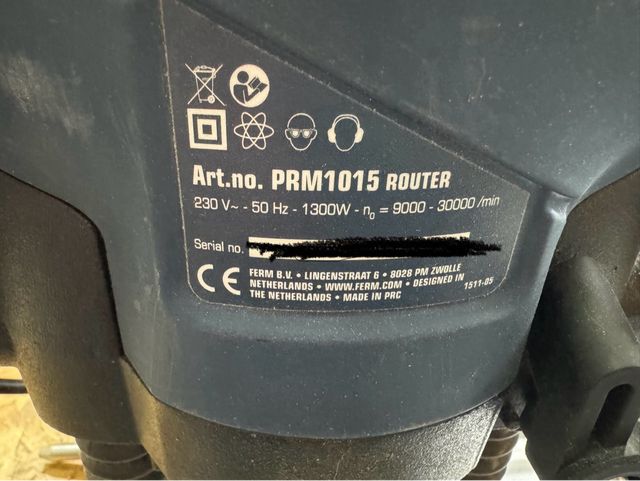 Art.no. PRM1015 ROUTER
230 V~ - 50 Hz - 1300W - n₀ = 9000 - 30000 /min
Serial no.
FERM B.V. • LINGENSTRAAT 6 • 8028 PM ZWOLLE
NETHERLANDS • WWW.FERM.COM • DESIGNED IN
THE NETHERLANDS • MADE IN PRC
1511-05
CE